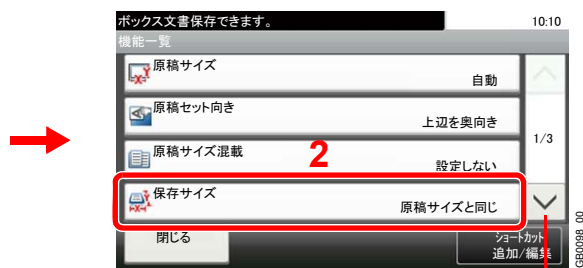 ボックス文書保存できます。
10:10
機能一覧
原稿サイズ
自動
原稿セット向き
上辺を奥向き
1/3
原稿サイズ混載
2
設定しない
保存サイズ
原稿サイズと同じ
閉じる
ショートカット
追加/編集
GB0098_00